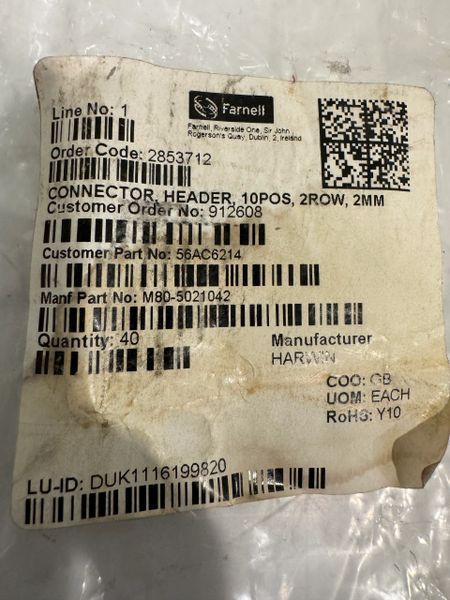 Line No: 1
Farnell
Farnell, Riverside One, Sir John
Rogerson's Quay, Dublin, 2, Ireland
Order Code: 2853712
CONNECTOR, HEADER, 10POS, 2ROW, 2MM
Customer Order No: 912608
Customer Part No: 56AC6214
Manf Part No: M80-5021042
Quantity: 40
Manufacturer
HARWIN
COO: GB
UOM: EACH
RoHS: Y10
LU-ID: DUK1116199820